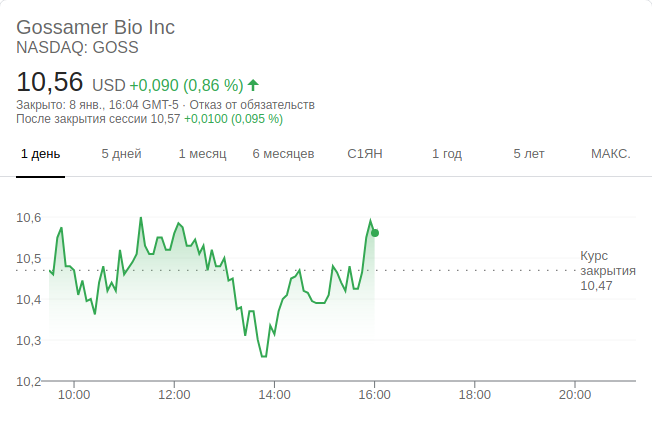 Gossamer Bio Inc
NASDAQ: GOSS
10,56 USD +0,090 (0,86 %)
Закрыто: 8 янв., 16:04 GMT-5 · Отказ от обязательств
После закрытия сессии 10,57 +0,0100 (0,095 %)
1 день 5 дней 1 месяц 6 месяцев С1ЯН 1 год 5 лет МАКС.
10,6
10,5
10,4
10,3
10,2
Курс
закрытия
10,47
10:00 12:00 14:00 16:00 18:00 20:00